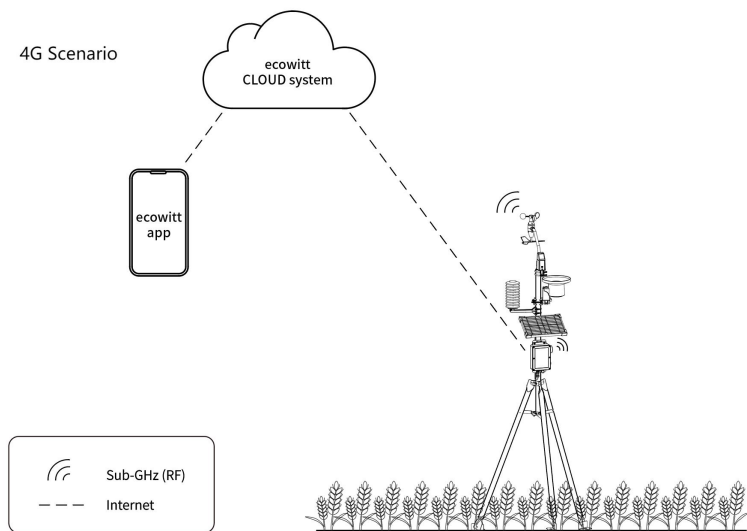 4G Scenario
ecowitt
CLOUD system
ecowitt
app
Sub-GHz (RF)
Internet